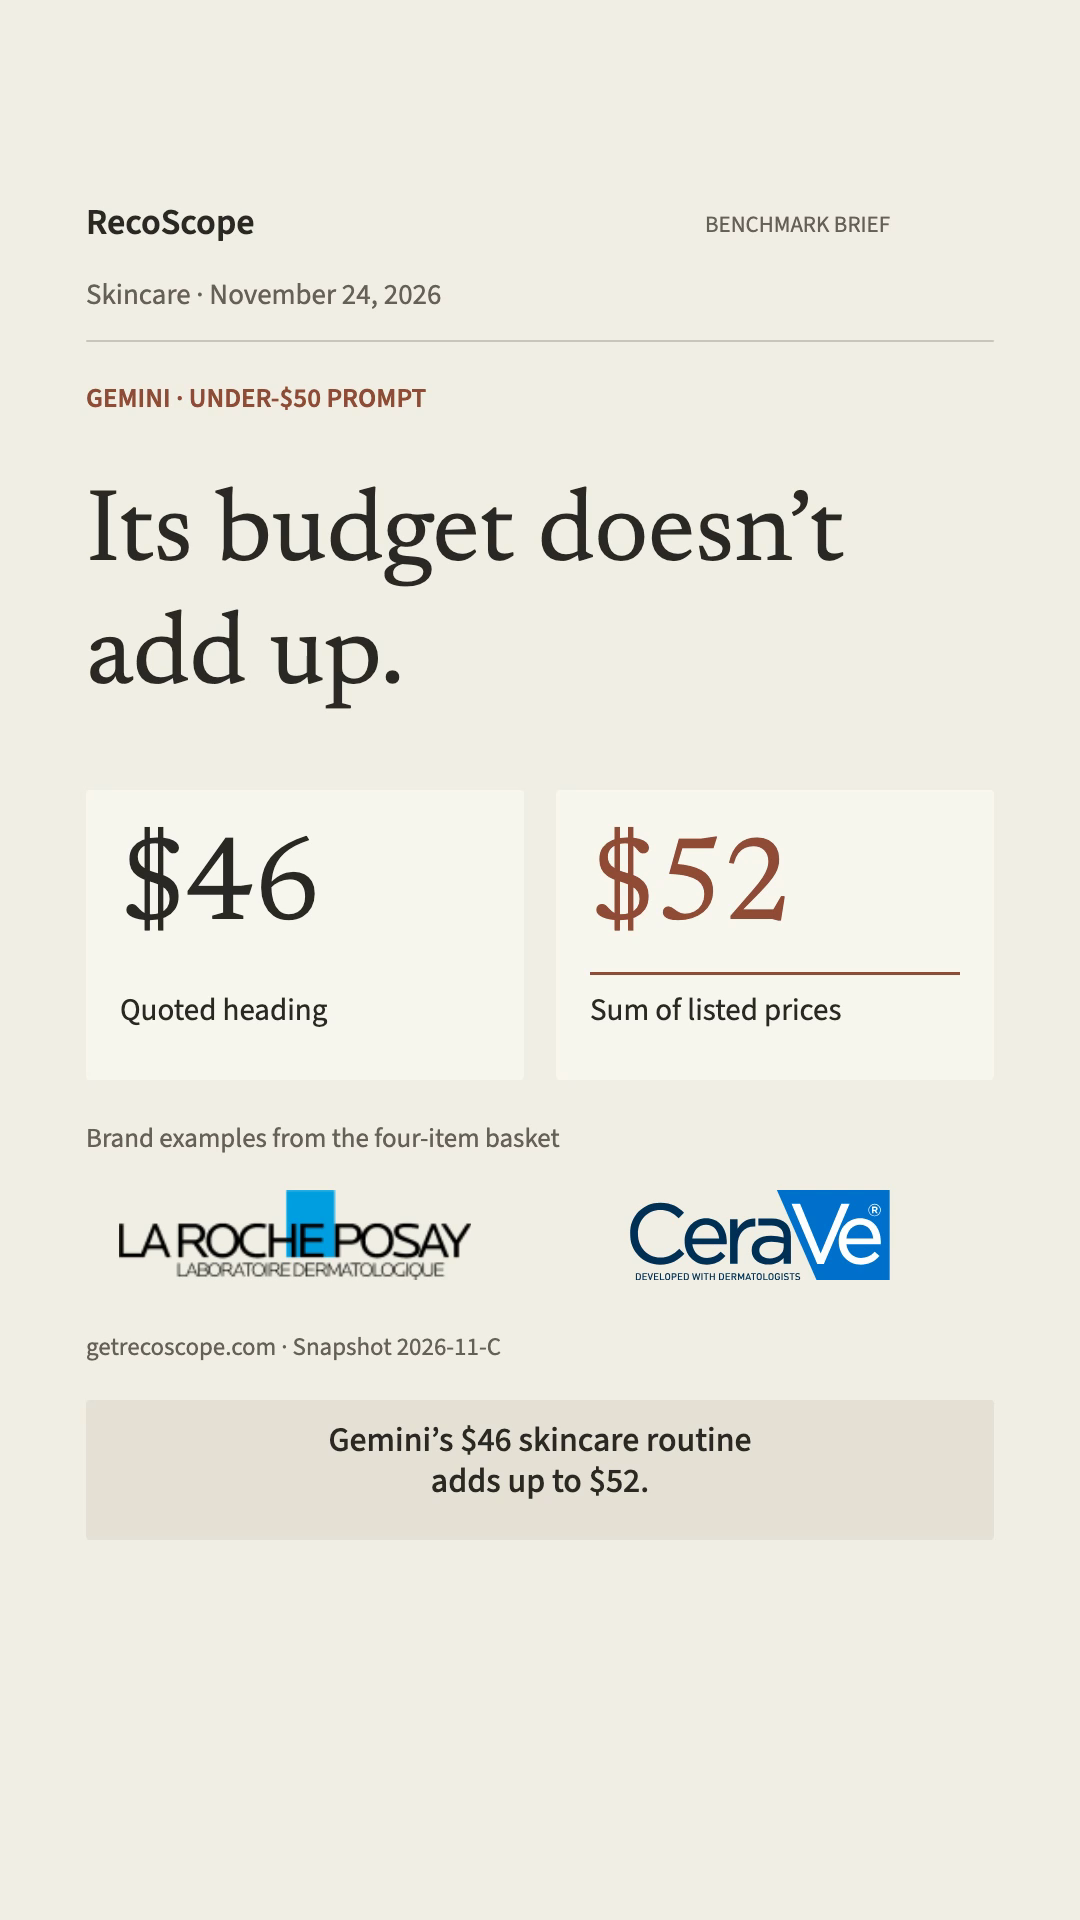 RecoScope
BENCHMARK BRIEF
Skincare · November 24, 2026
GEMINI · UNDER-$50 PROMPT
Its budget doesn’t
add up.
$46
Quoted heading
$52
Sum of listed prices
Brand examples from the four-item basket
LA ROCHE POSAY
LABORATOIRE DERMATOLOGIQUE
CeraVe®
DEVELOPED WITH DERMATOLOGISTS
getrecoscope.com · Snapshot 2026-11-C
Gemini’s $46 skincare routine
adds up to $52.